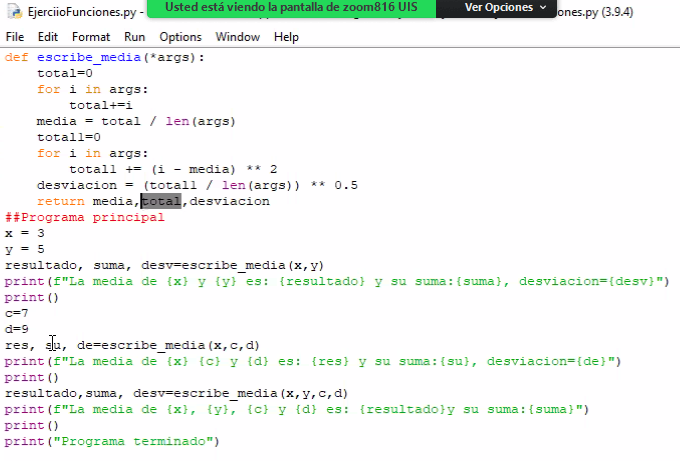 EjerciioFunciones.py -
Usted está viendo la pantalla de zoom816 UIS
Ver Opciones
ones.py (3.9.4)
File Edit Format Run Options Window Help
def escribe_media(*args):
    total=0
    for i in args:
        total+=i
    media = total / len(args)
    total1=0
    for i in args:
        total1 += (i - media) ** 2
    desviacion = (total1 / len(args)) ** 0.5
    return media,total,desviacion
##Programa principal
x = 3
y = 5
resultado, suma, desv=escribe_media(x,y)
print(f"La media de {x} y {y} es: {resultado} y su suma:{suma}, desviacion={desv}")
print()
c=7
d=9
res, su, de=escribe_media(x,c,d)
print(f"La media de {x} {c} y {d} es: {res} y su suma:{su}, desviacion={de}")
print()
resultado,suma, desv=escribe_media(x,y,c,d)
print(f"La media de {x}, {y}, {c} y {d} es: {resultado}y su suma:{suma}")
print()
print("Programa terminado")